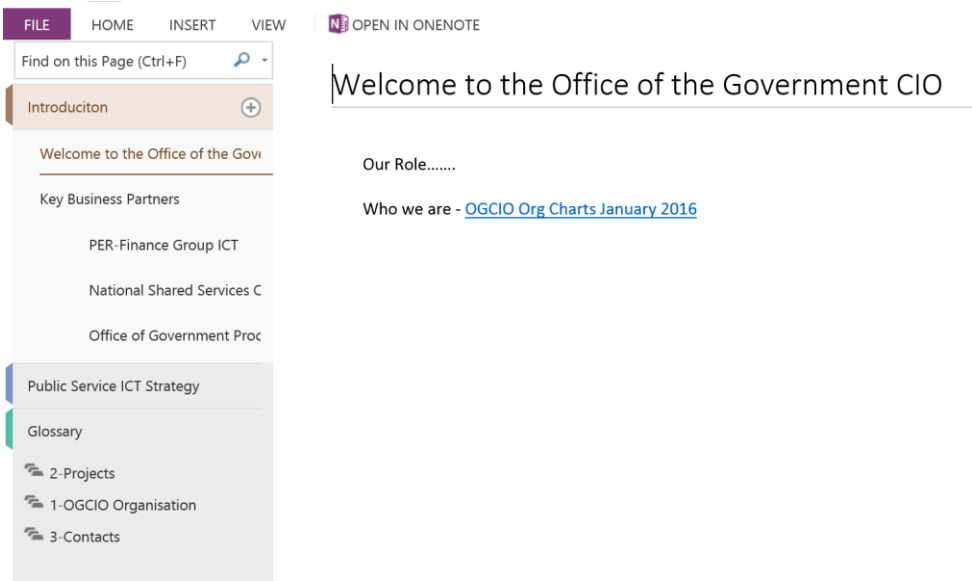 FILE HOME INSERT VIEW OPEN IN ONENOTE
Find on this Page (Ctrl+F)
Introduciton
Welcome to the Office of the Gove
Key Business Partners
PER-Finance Group ICT
National Shared Services C
Office of Government Proc
Public Service ICT Strategy
Glossary
2-Projects
1-OGCIO Organisation
3-Contacts
Welcome to the Office of the Government CIO
Our Role.......
Who we are - OGCIO Org Charts January 2016